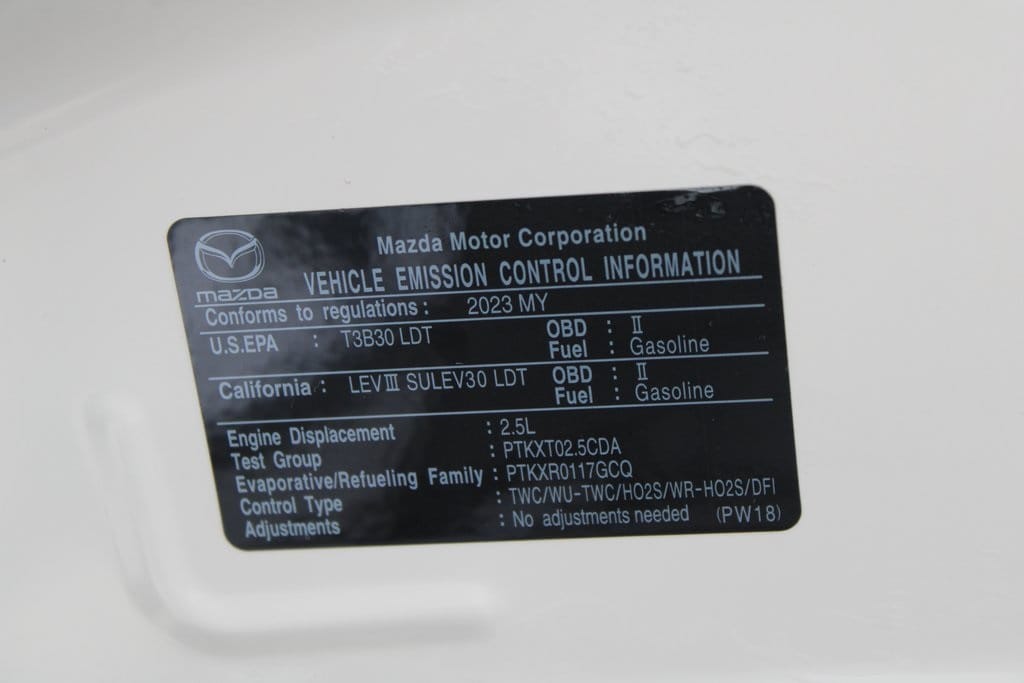 Mazda Motor Corporation
mazda
VEHICLE EMISSION CONTROL INFORMATION
Conforms to regulations : 2023 MY
U.S.EPA : T3B30 LDT OBD : II
Fuel : Gasoline
California : LEVIII SULEV30 LDT OBD : II
Fuel : Gasoline
Engine Displacement : 2.5L
Test Group : PTKXT02.5CDA
Evaporative/Refueling Family : PTKXR0117GCQ
Control Type : TWC/WU-TWC/HO2S/WR-HO2S/DFI
Adjustments : No adjustments needed (PW18)